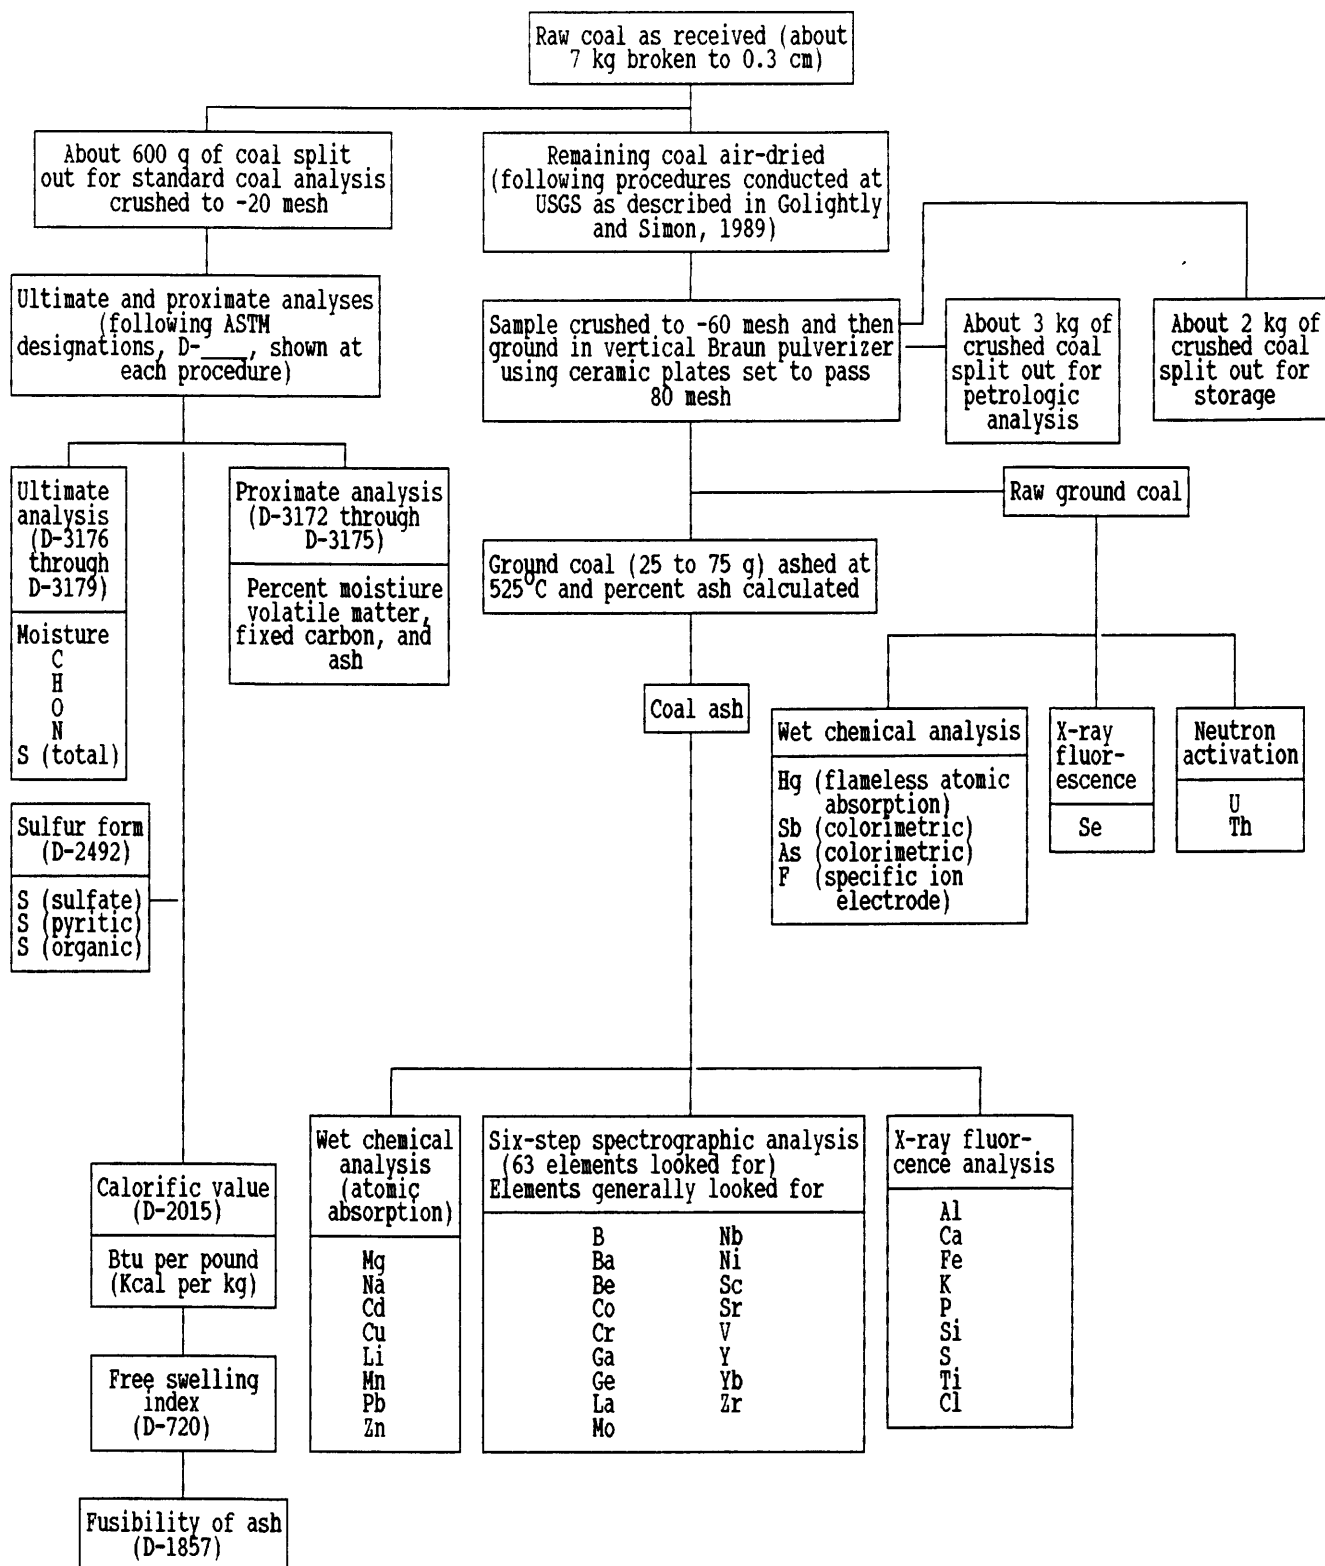 Raw coal as received (about
7 kg broken to 0.3 cm)
About 600 g of coal split
out for standard coal analysis
crushed to -20 mesh
Remaining coal air-dried
(following procedures conducted at
USGS as described in Golightly
and Simon, 1989)
Ultimate and proximate analyses
(following ASTM
designations, D-____, shown at
each procedure)
Sample crushed to -60 mesh and then
ground in vertical Braun pulverizer
using ceramic plates set to pass
80 mesh
About 3 kg of
crushed coal
split out for
petrologic
analysis
About 2 kg of
crushed coal
split out for
storage
Ultimate
analysis
(D-3176
through
D-3179)
Moisture
C
H
O
N
S (total)
Proximate analysis
(D-3172 through
D-3175)
Percent moistiure
volatile matter,
fixed carbon, and
ash
Raw ground coal
Ground coal (25 to 75 g) ashed at
525°C and percent ash calculated
Coal ash
Wet chemical analysis
Hg (flameless atomic
absorption)
Sb (colorimetric)
As (colorimetric)
F (specific ion
electrode)
X-ray
fluor-
escence
Se
Neutron
activation
U
Th
Sulfur form
(D-2492)
S (sulfate)
S (pyritic)
S (organic)
Calorific value
(D-2015)
Btu per pound
(Kcal per kg)
Free swelling
index
(D-720)
Fusibility of ash
(D-1857)
Wet chemical
analysis
(atomic
absorption)
Mg
Na
Cd
Cu
Li
Mn
Pb
Zn
Six-step spectrographic analysis
(63 elements looked for)
Elements generally looked for
B Nb
Ba Ni
Be Sc
Co Sr
Cr V
Ga Y
Ge Yb
La Zr
Mo
X-ray fluor-
cence analysis
Al
Ca
Fe
K
P
Si
S
Ti
Cl